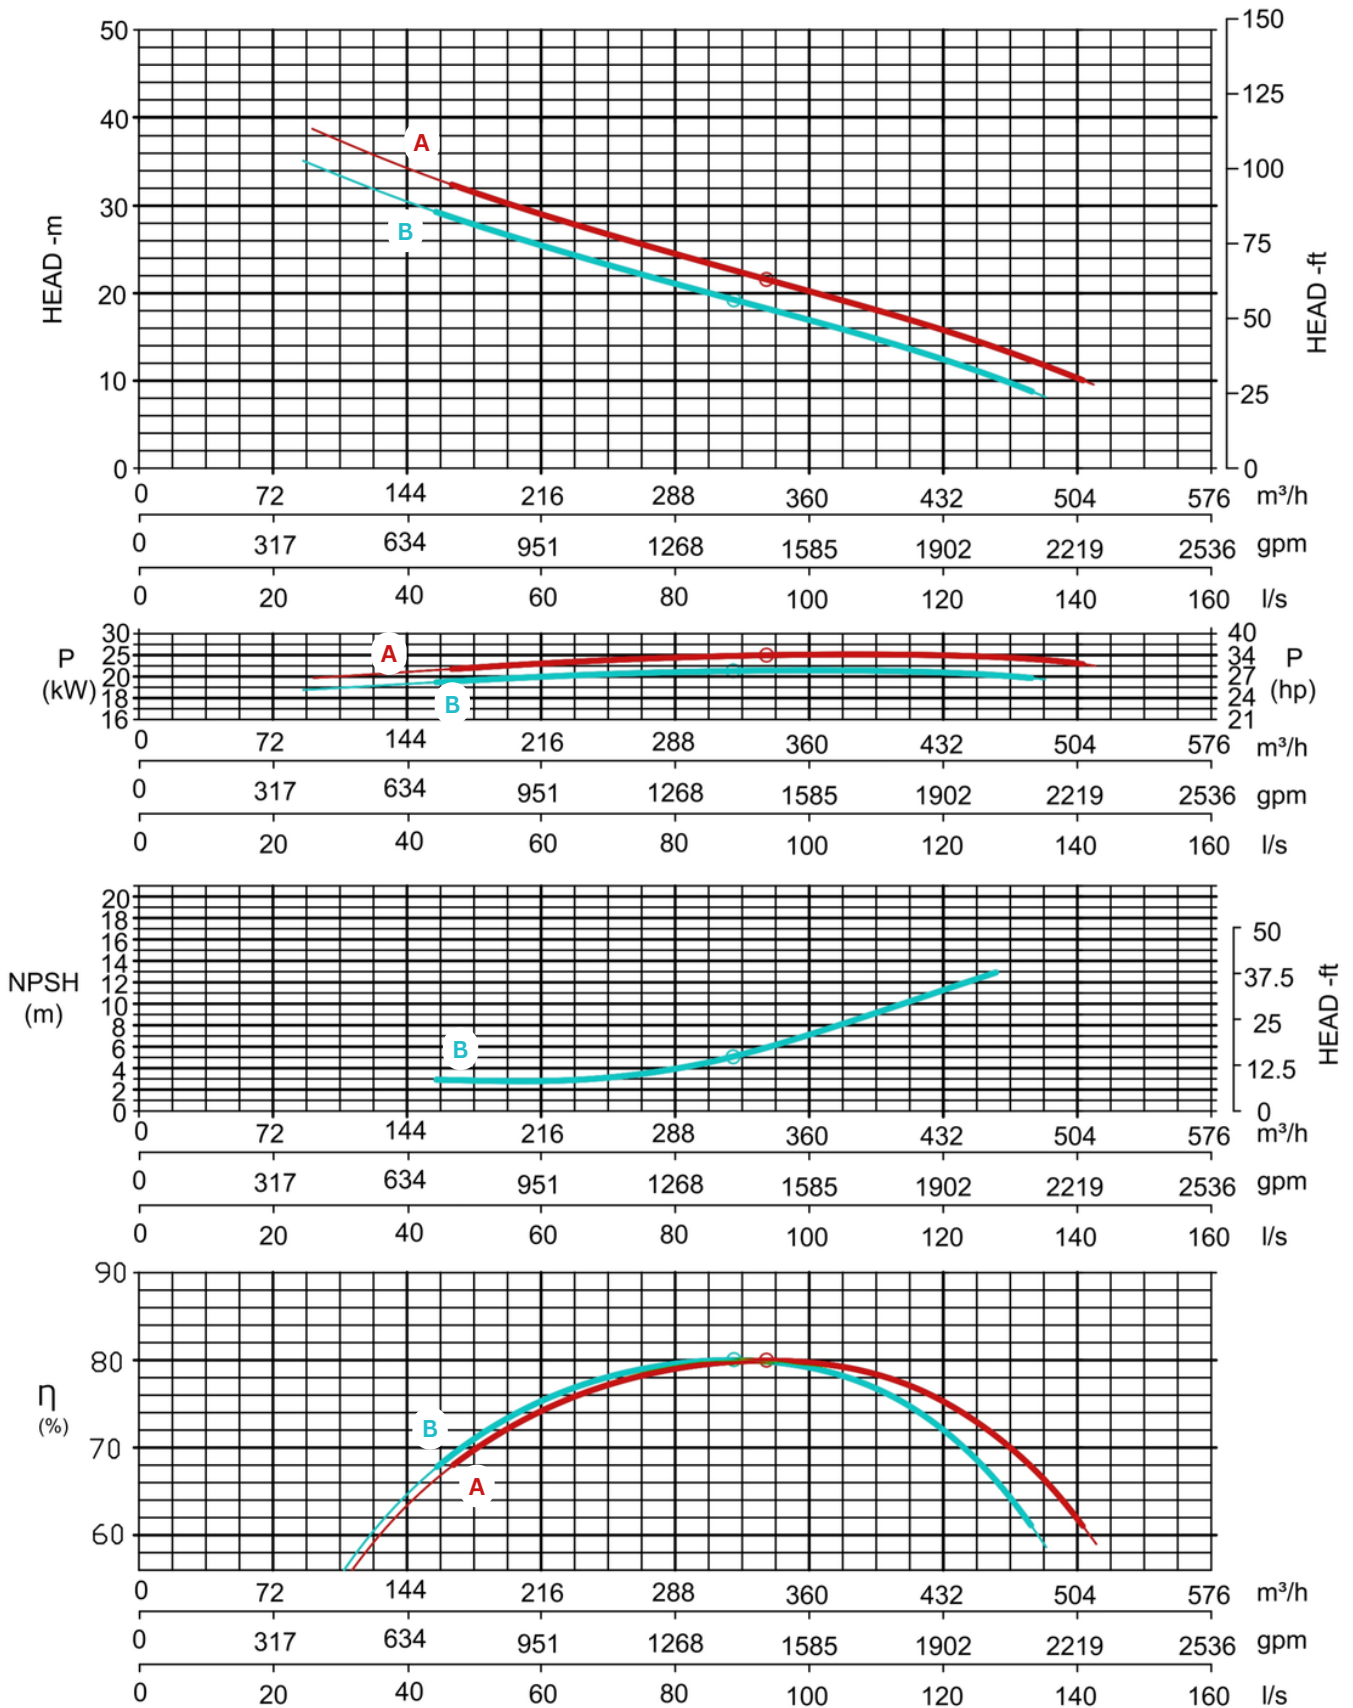 50
40
30
20
10
0
HEAD -m
A
B
150
125
100
75
50
25
0
HEAD -ft
0 72 144 216 288 360 432 504 576 m³/h
0 317 634 951 1268 1585 1902 2219 2536 gpm
0 20 40 60 80 100 120 140 160 l/s
P
(kW)
30
25
20
18
16
A
B
40
34
32
27
24
21
P
(hp)
0 72 144 216 288 360 432 504 576 m³/h
0 317 634 951 1268 1585 1902 2219 2536 gpm
0 20 40 60 80 100 120 140 160 l/s
NPSH
(m)
20
18
16
14
12
10
8
6
4
2
0
B
50
37.5
25
12.5
0
HEAD -ft
0 72 144 216 288 360 432 504 576 m³/h
0 317 634 951 1268 1585 1902 2219 2536 gpm
0 20 40 60 80 100 120 140 160 l/s
η
(%)
90
80
70
60
B
A
0 72 144 216 288 360 432 504 576 m³/h
0 317 634 951 1268 1585 1902 2219 2536 gpm
0 20 40 60 80 100 120 140 160 l/s